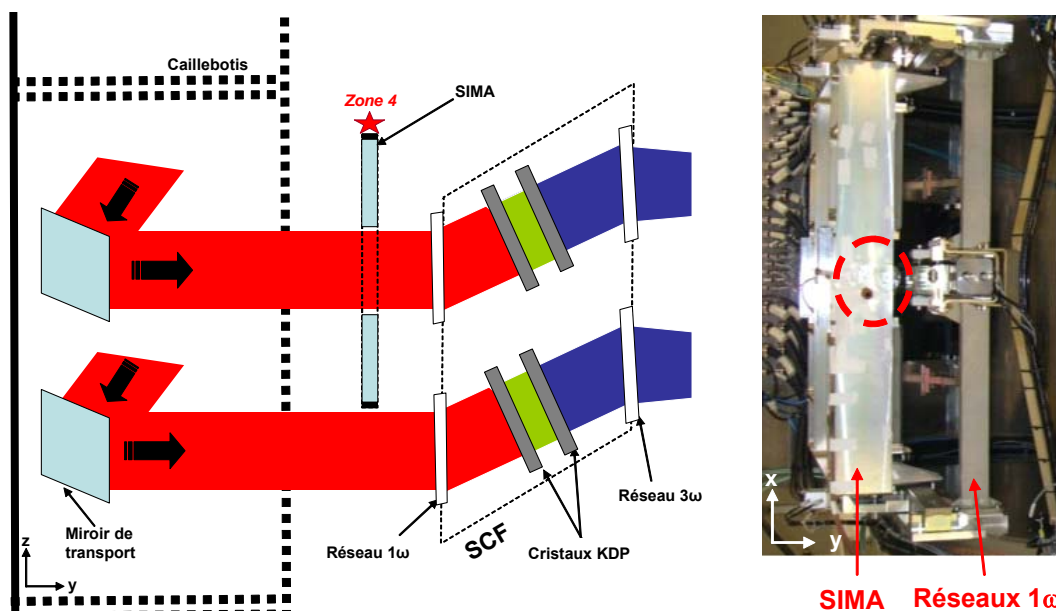 Caillebotis
Zone 4
SIMA
Réseau 3ω
SCF
Cristaux KDP
Réseau 1ω
Miroir de
transport
z
y
x
y
SIMA
Réseaux 1ω